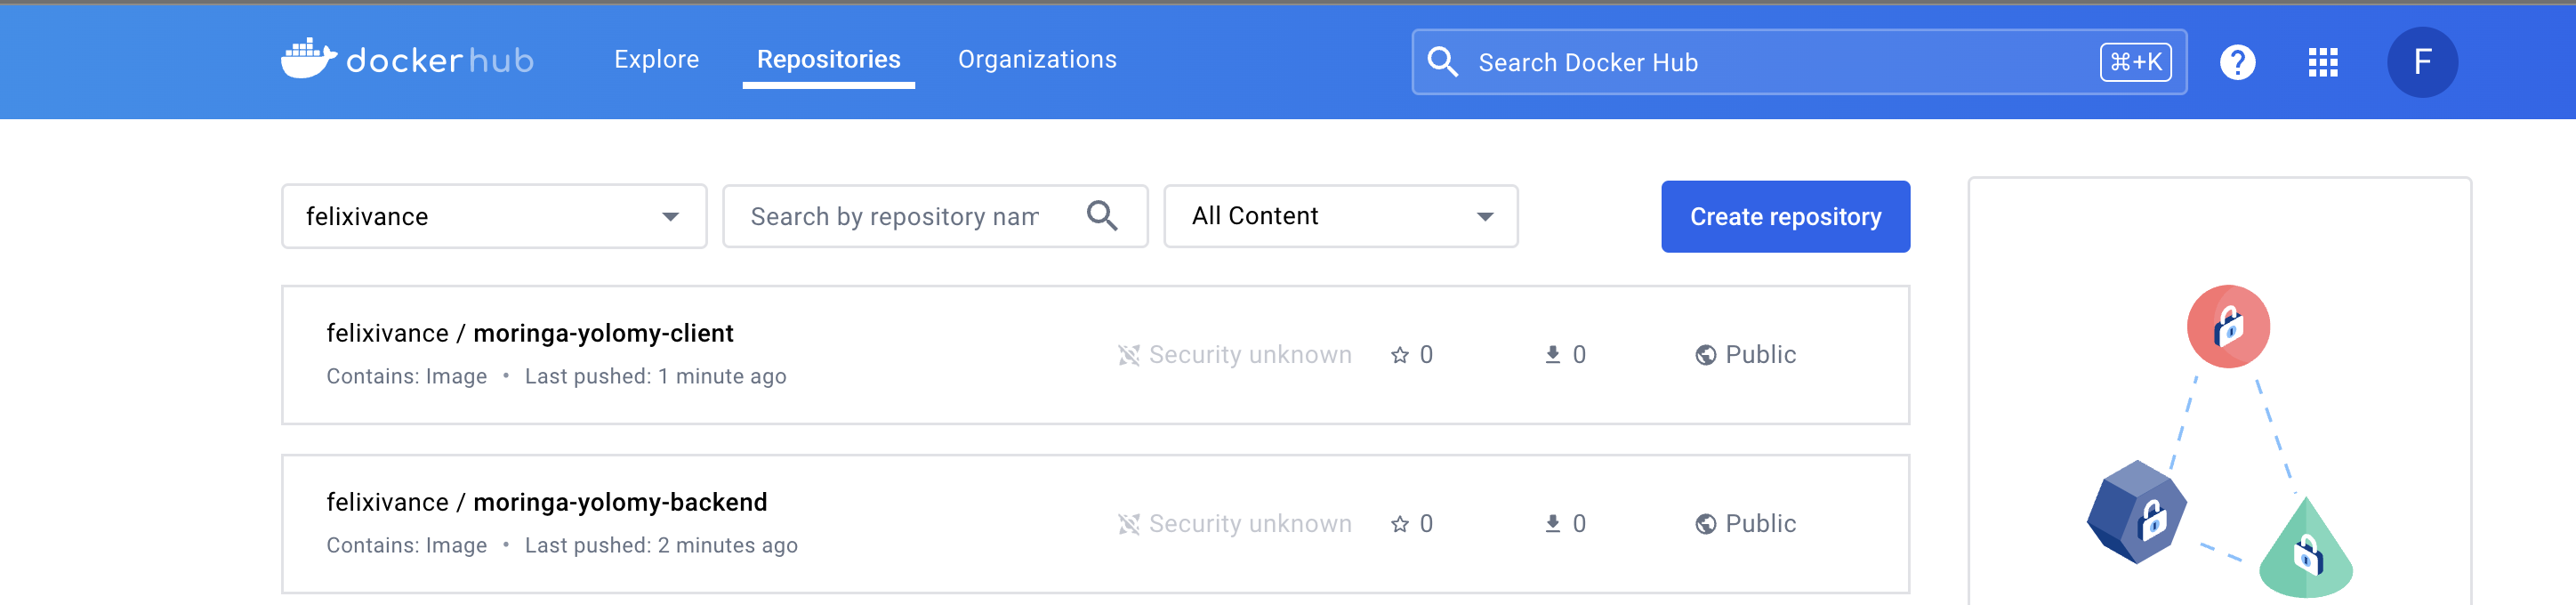 dockerhub
Explore
Repositories
Organizations
Search Docker Hub
⌘+K
?
F
felixivance
Search by repository nam
All Content
Create repository
felixivance / moringa-yolomy-client
Contains: Image • Last pushed: 1 minute ago
Security unknown
0
0
Public
felixivance / moringa-yolomy-backend
Contains: Image • Last pushed: 2 minutes ago
Security unknown
0
0
Public